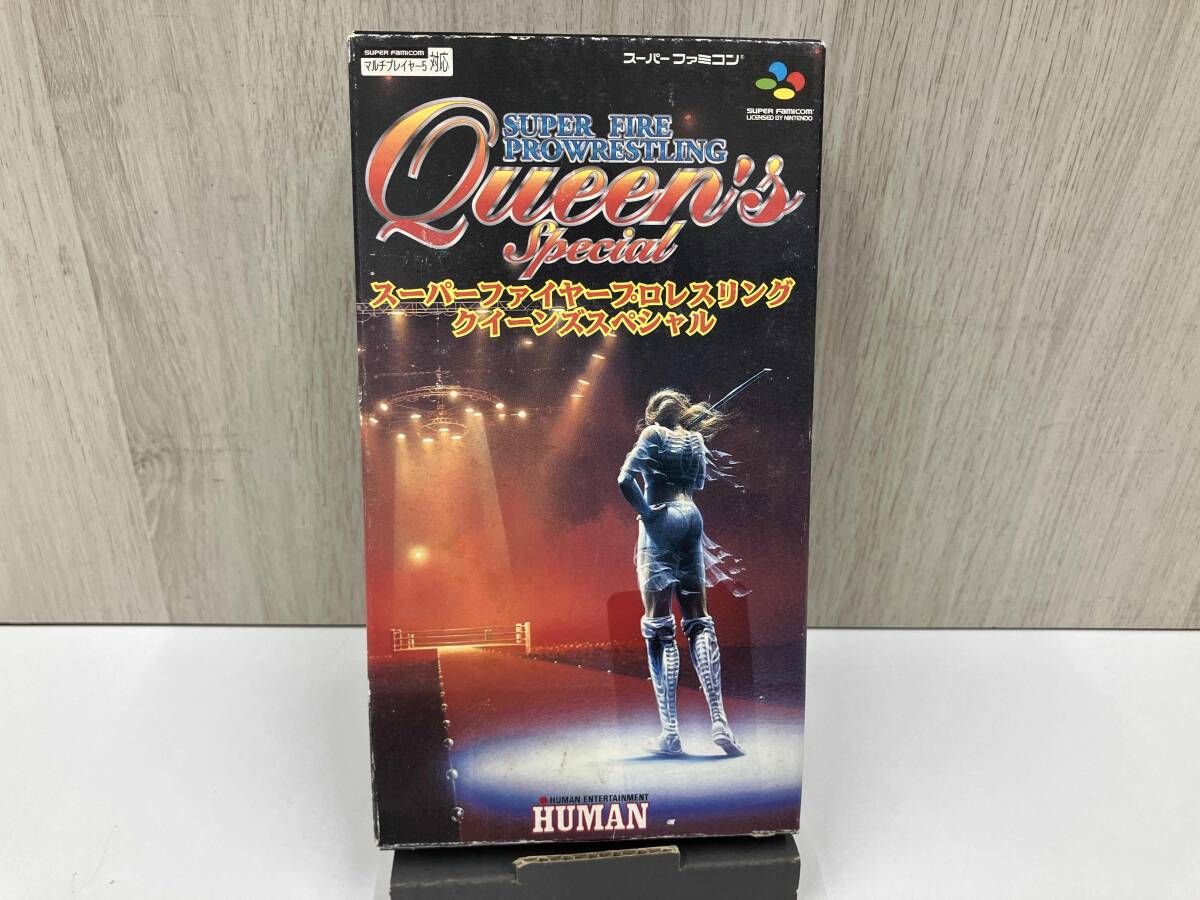 SUPER FAMICOM
マルチプレイヤー5 対応
スーパーファミコン®
SUPER FAMICOM®
LICENSED BY NINTENDO
SUPER FIRE
PROWRESTLING
Queen's
Special
スーパーファイヤープロレスリング
クイーンズスペシャル
HUMAN ENTERTAINMENT
HUMAN